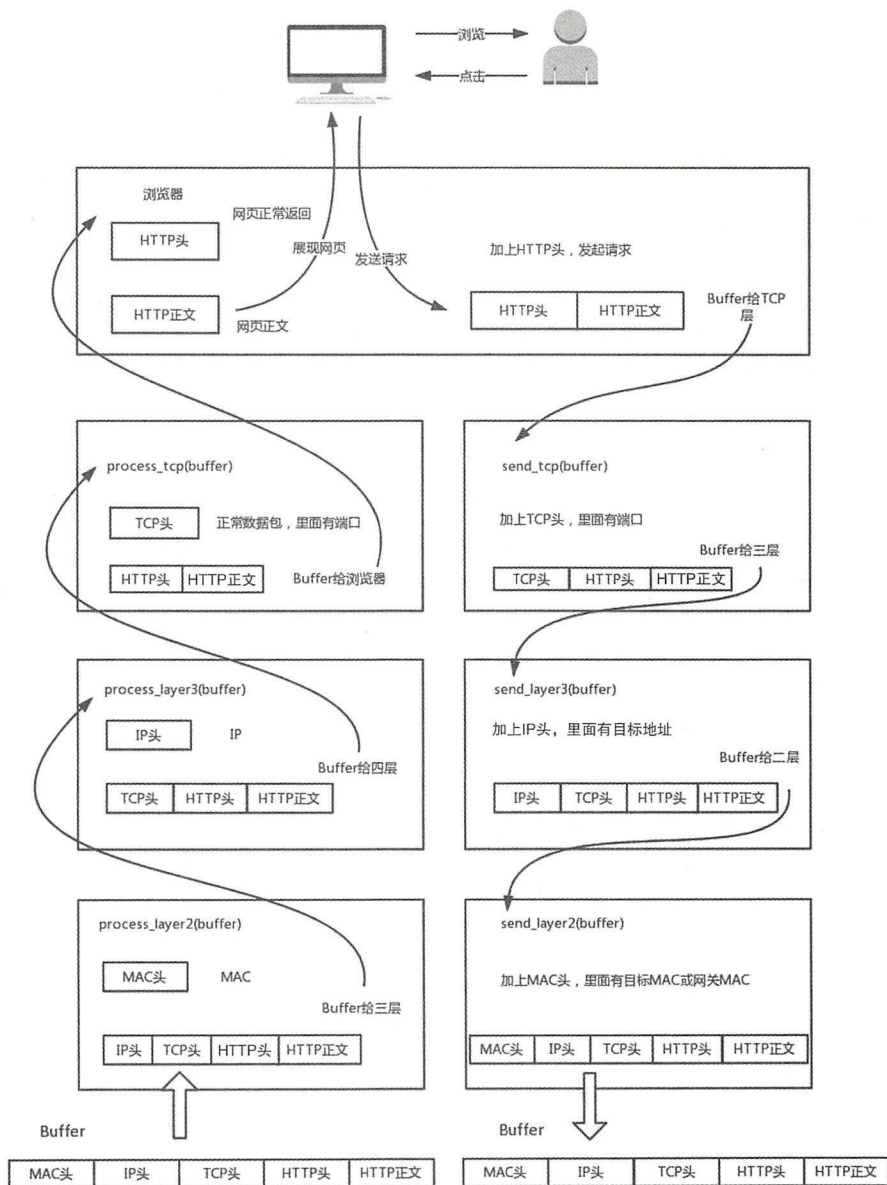 浏览
点击
浏览器
网页正常返回
HTTP头
展现网页
发送请求
加上HTTP头，发起请求
HTTP正文
网页正文
HTTP头
HTTP正文
Buffer给TCP
层
process_tcp(buffer)
TCP头
正常数据包，里面有端口
HTTP头
HTTP正文
Buffer给浏览器
send_tcp(buffer)
加上TCP头，里面有端口
Buffer给三层
TCP头
HTTP头
HTTP正文
process_layer3(buffer)
IP头
IP
Buffer给四层
TCP头
HTTP头
HTTP正文
send_layer3(buffer)
加上IP头，里面有目标地址
Buffer给二层
IP头
TCP头
HTTP头
HTTP正文
process_layer2(buffer)
MAC头
MAC
Buffer给三层
IP头
TCP头
HTTP头
HTTP正文
send_layer2(buffer)
加上MAC头，里面有目标MAC或网关MAC
MAC头
IP头
TCP头
HTTP头
HTTP正文
Buffer
MAC头
IP头
TCP头
HTTP头
HTTP正文
Buffer
MAC头
IP头
TCP头
HTTP头
HTTP正文